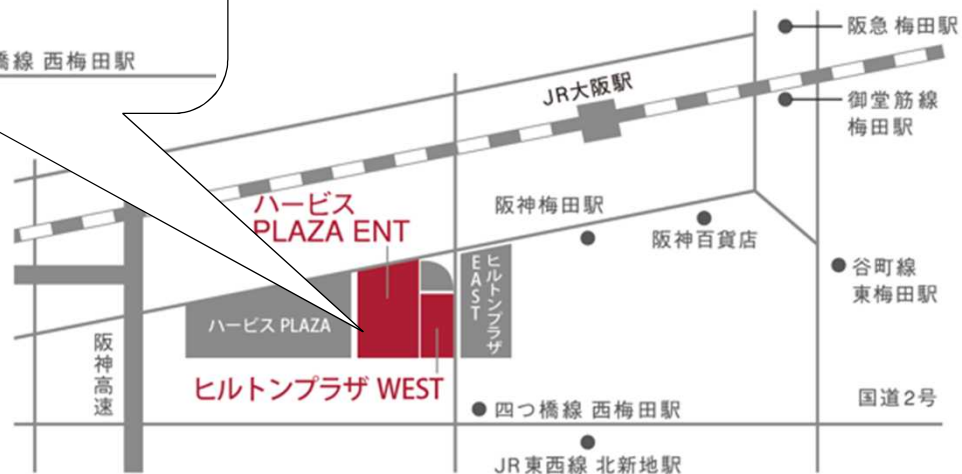 橋線 西梅田駅
阪急 梅田駅
JR大阪駅
御堂筋線
梅田駅
ハービス
PLAZA ENT
阪神梅田駅
阪神百貨店
谷町線
東梅田駅
ヒルトンプラザ
EAST
ハービス PLAZA
阪神高速
ヒルトンプラザ WEST
国道2号
四つ橋線 西梅田駅
JR東西線 北新地駅